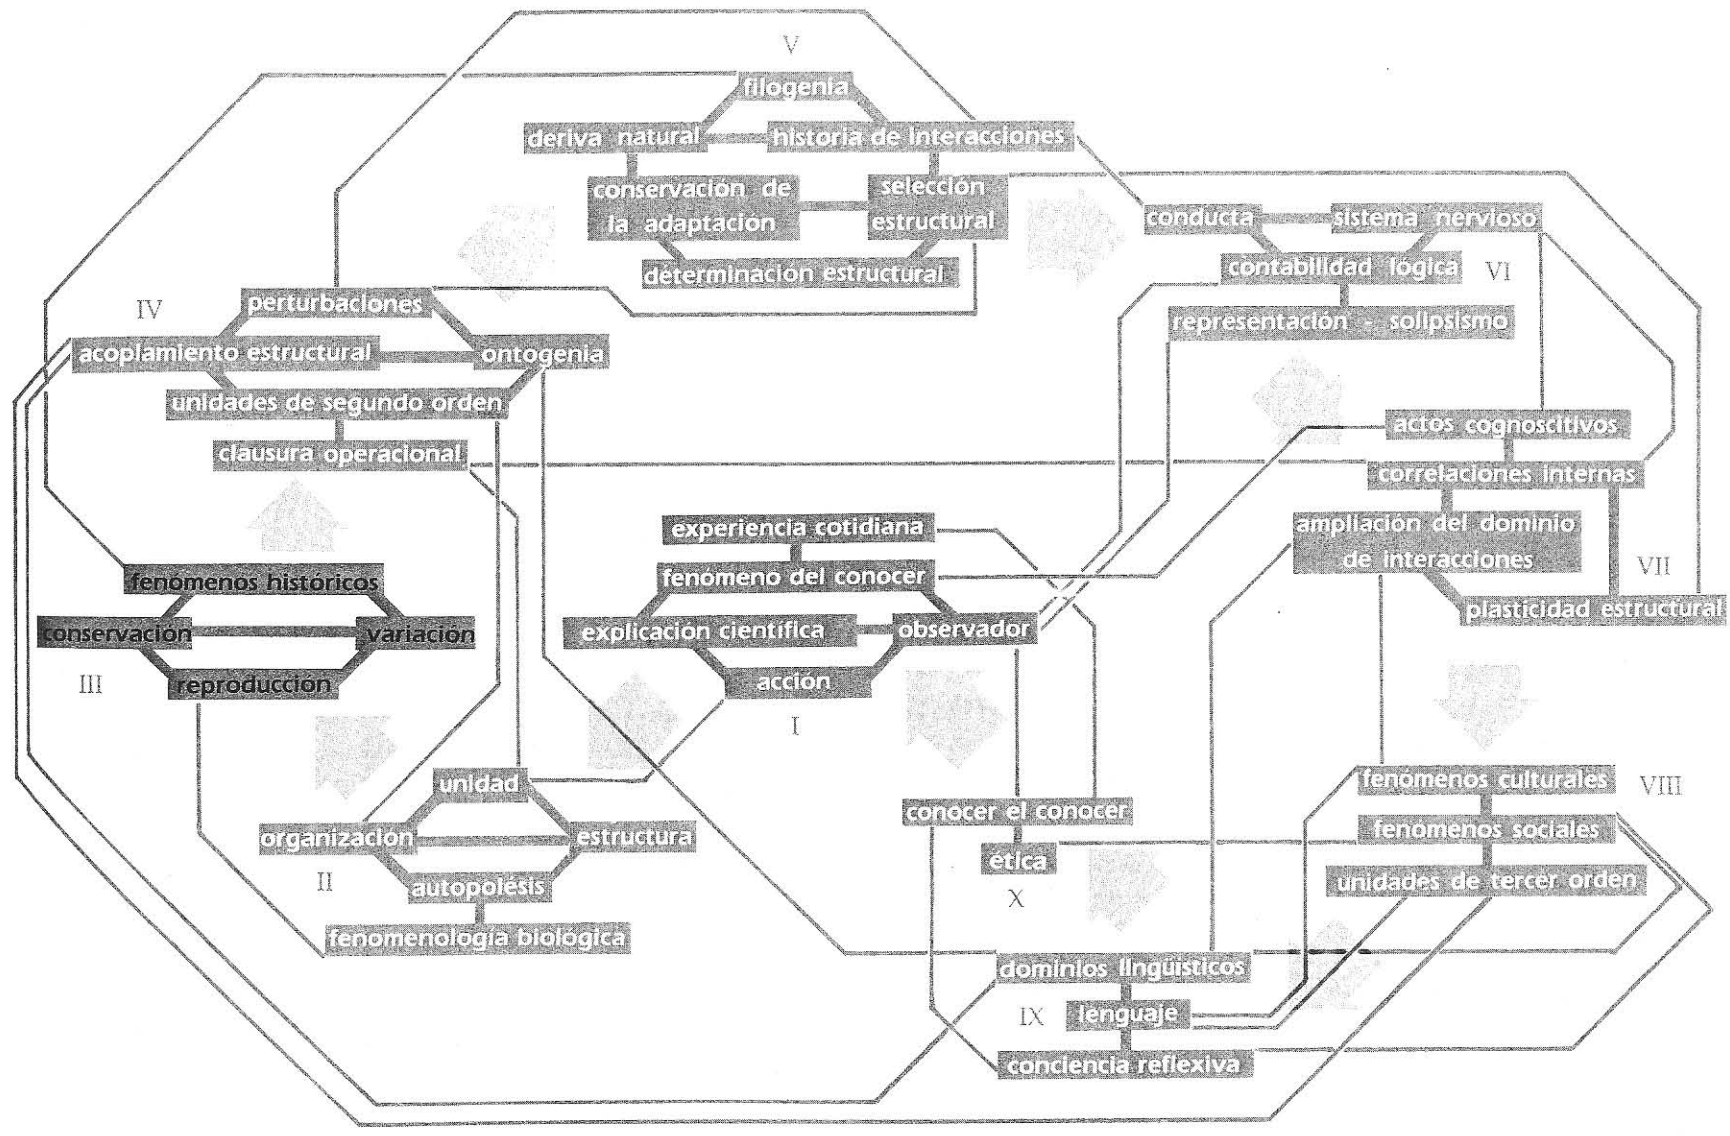 V
filogenia
deriva natural
historia de interacciones
conservación de
la adaptación
selección
estructural
determinación estructural
conducta
sistema nervioso
contabilidad lógica
VI
representación - solipsismo
IV
perturbaciones
acoplamiento estructural
ontogenia
unidades de segundo orden
clausura operacional
actos cognoscitivos
correlaciones internas
ampliación del dominio
de interacciones
VII
plasticidad estructural
experiencia cotidiana
fenómeno del conocer
explicación científica
observador
acción
I
fenómenos históricos
conservación
variación
reproducción
III
unidad
organización
estructura
II
autopoiésis
fenomenología biológica
conocer el conocer
ética
X
fenómenos culturales
VIII
fenómenos sociales
unidades de tercer orden
dominios lingüísticos
IX
lenguaje
conciencia reflexiva